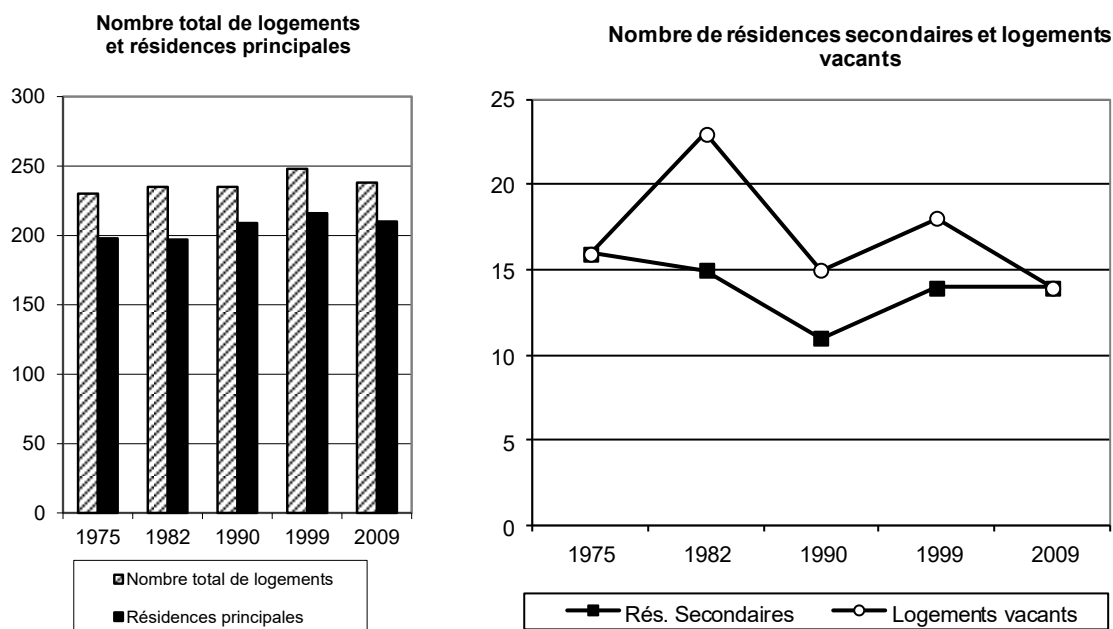 Nombre total de logements
et résidences principales
300
250
200
150
100
50
0
1975 1982 1990 1999 2009
Nombre total de logements
Résidences principales
Nombre de résidences secondaires et logements
vacants
25
20
15
10
5
0
1975 1982 1990 1999 2009
Rés. Secondaires Logements vacants